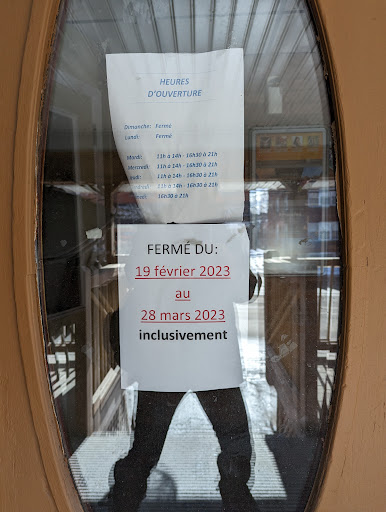 HEURES
D'OUVERTURE
Dimanche: Fermé
Lundi: Fermé
Mardi: 11h à 14h - 16h30 à 21h
Mercredi: 11h à 14h - 16h30 à 21h
11h à 14h - 16h30 à 21h
11h à 14h - 16h30 à 21h
16h30 à 21h
FERMÉ DU:
19 février 2023
au
28 mars 2023
inclusivement